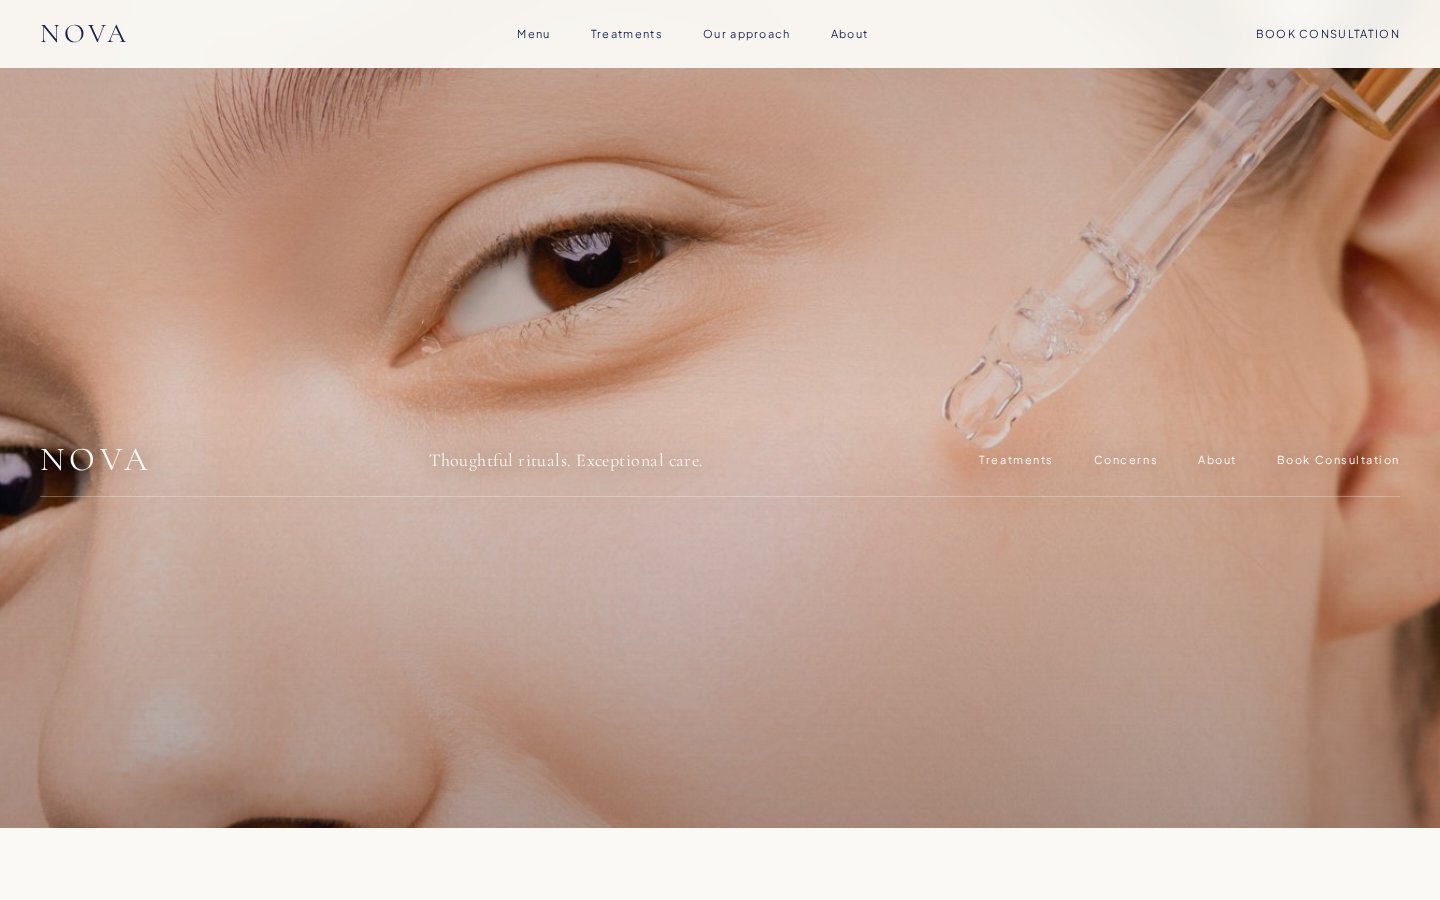 NOVA
Menu Treatments Our approach About
BOOK CONSULTATION
NOVA
Thoughtful rituals. Exceptional care.
Treatments Concerns About Book Consultation